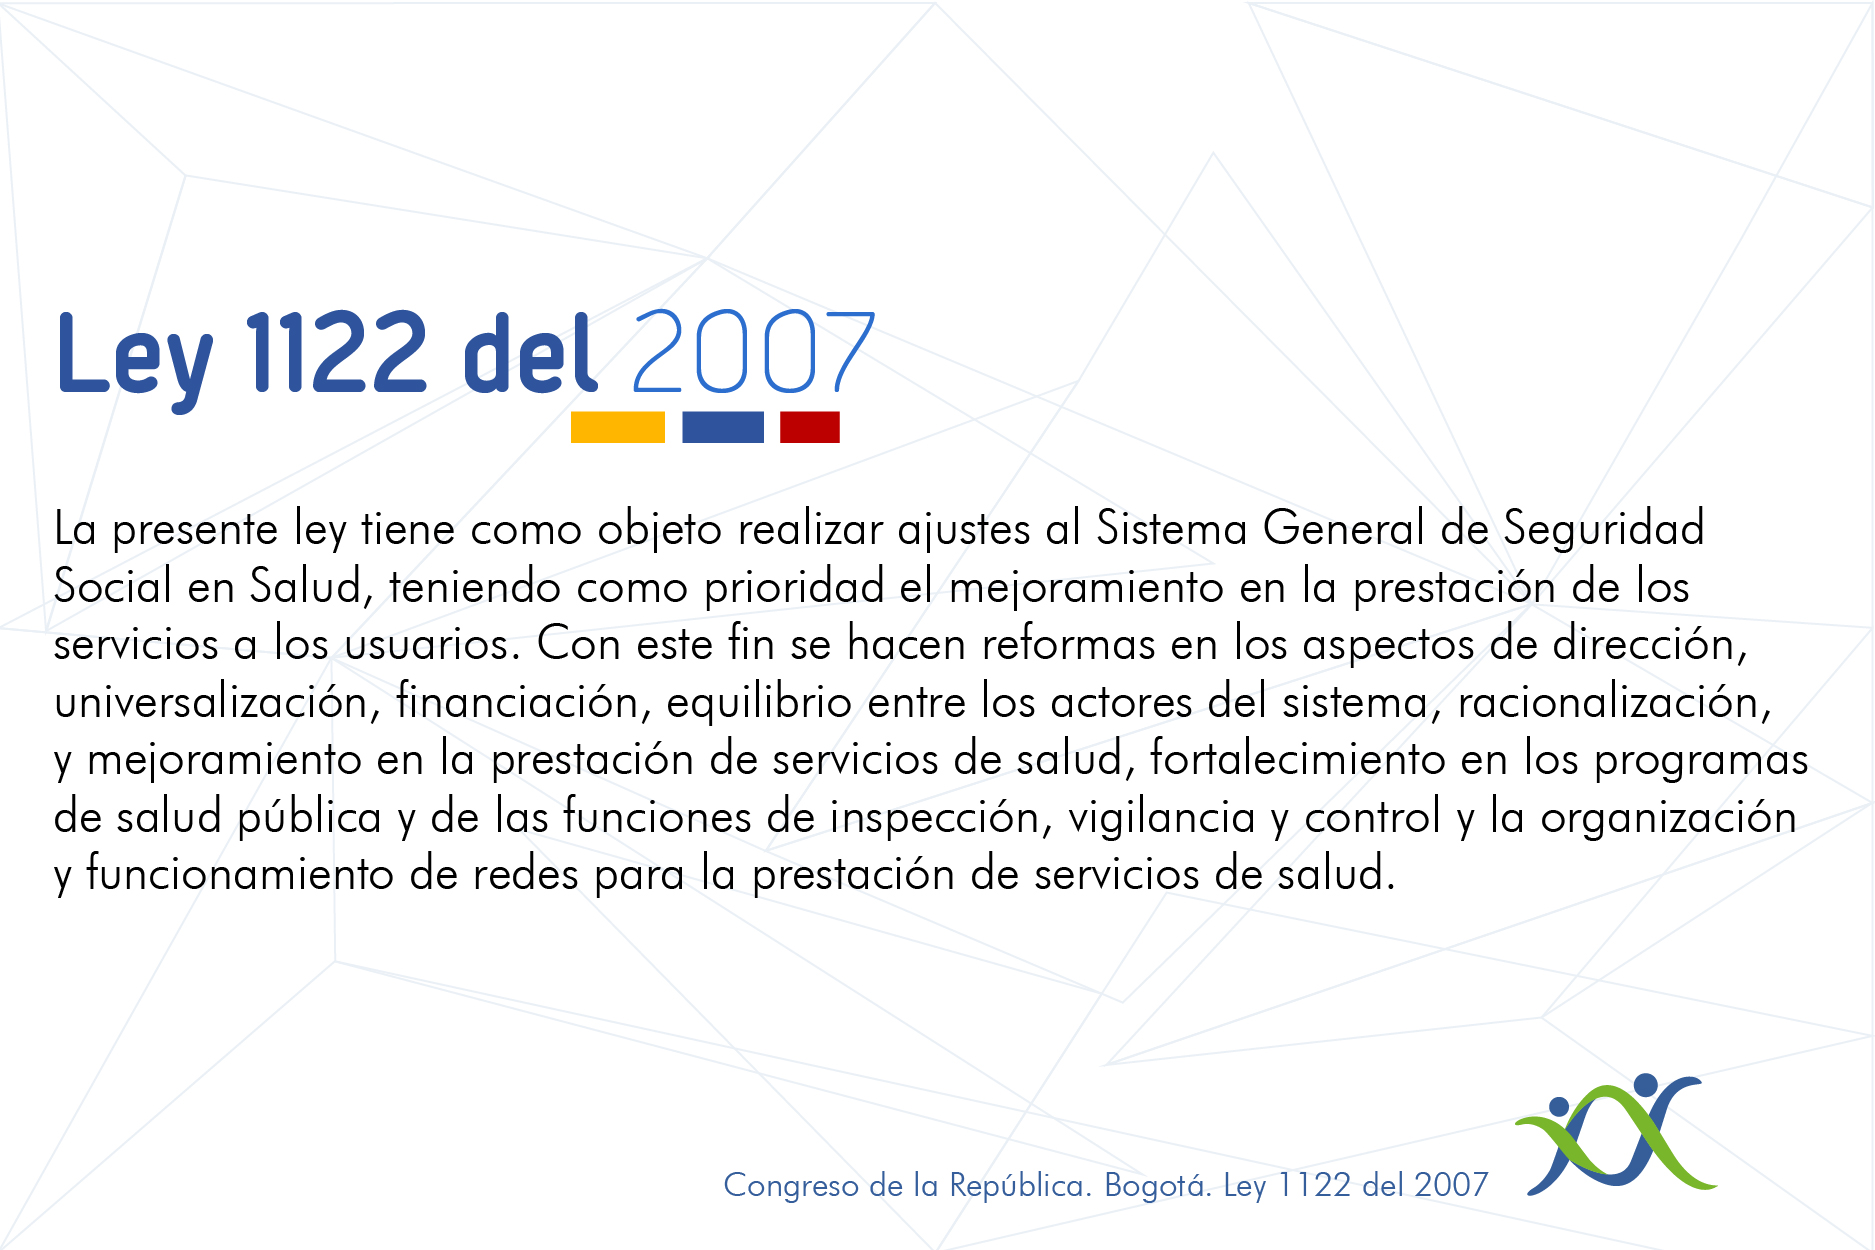 Ley 1122 del 2007
La presente ley tiene como objeto realizar ajustes al Sistema General de Seguridad
Social en Salud, teniendo como prioridad el mejoramiento en la prestación de los
servicios a los usuarios. Con este fin se hacen reformas en los aspectos de dirección,
universalización, financiación, equilibrio entre los actores del sistema, racionalización,
y mejoramiento en la prestación de servicios de salud, fortalecimiento en los programas
de salud pública y de las funciones de inspección, vigilancia y control y la organización
y funcionamiento de redes para la prestación de servicios de salud.
Congreso de la República. Bogotá. Ley 1122 del 2007